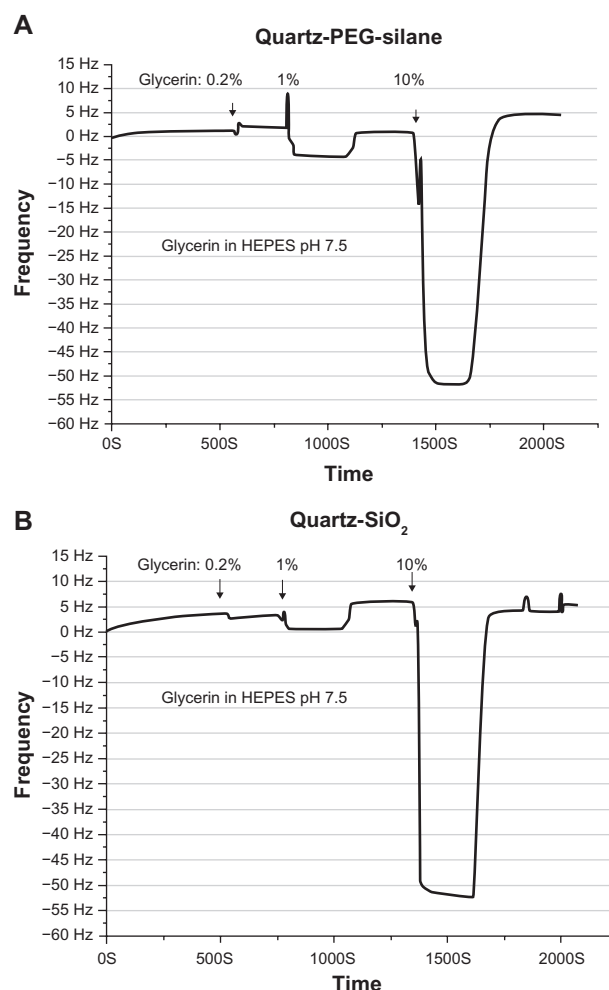 A
Quartz-PEG-silane
Glycerin: 0.2% 1% 10%
15 Hz
10 Hz
5 Hz
0 Hz
−5 Hz
−10 Hz
−15 Hz
−20 Hz
−25 Hz
−30 Hz
−35 Hz
−40 Hz
−45 Hz
−50 Hz
−55 Hz
−60 Hz
Frequency
Glycerin in HEPES pH 7.5
0S 500S 1000S 1500S 2000S
Time
B
Quartz-SiO₂
Glycerin: 0.2% 1% 10%
15 Hz
10 Hz
5 Hz
0 Hz
−5 Hz
−10 Hz
−15 Hz
−20 Hz
−25 Hz
−30 Hz
−35 Hz
−40 Hz
−45 Hz
−50 Hz
−55 Hz
−60 Hz
Frequency
Glycerin in HEPES pH 7.5
0S 500S 1000S 1500S 2000S
Time